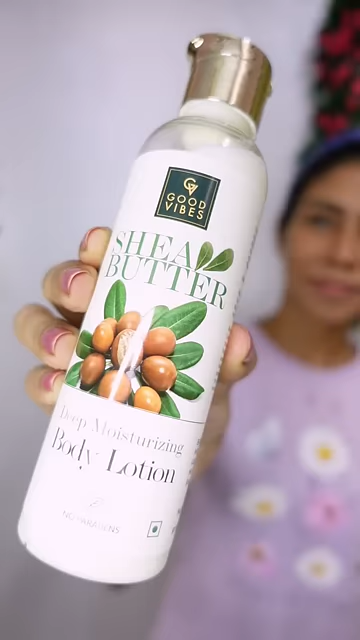 GV
GOOD
VIBES
SHEA
BUTTER
Deep Moisturizing
Body Lotion
NO PARABENS